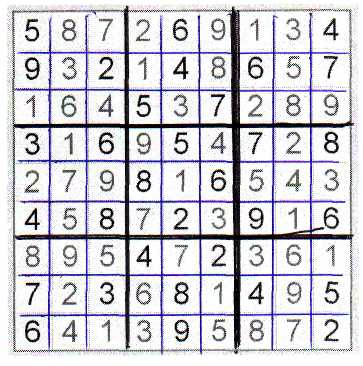 5 8 7 2 6 9 1 3 4
9 3 2 1 4 8 6 5 7
1 6 4 5 3 7 2 8 9
3 1 6 9 5 4 7 2 8
2 7 9 8 1 6 5 4 3
4 5 8 7 2 3 9 1 6
8 9 5 4 7 2 3 6 1
7 2 3 6 8 1 4 9 5
6 4 1 3 9 5 8 7 2